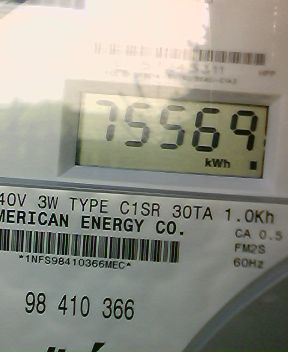 75569
kWh
40V 3W TYPE C1SR 30TA 1.0Kh
MERICAN ENERGY CO.
CA 0.5
*1NFS98410366MEC*
FM2S
60Hz
98 410 366